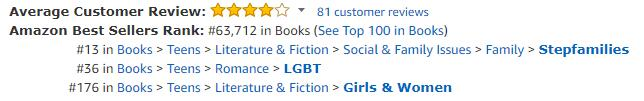 Average Customer Review: 81 customer reviews
Amazon Best Sellers Rank: #63,712 in Books (See Top 100 in Books)
#13 in Books > Teens > Literature & Fiction > Social & Family Issues > Family > Stepfamilies
#36 in Books > Teens > Romance > LGBT
#176 in Books > Teens > Literature & Fiction > Girls & Women